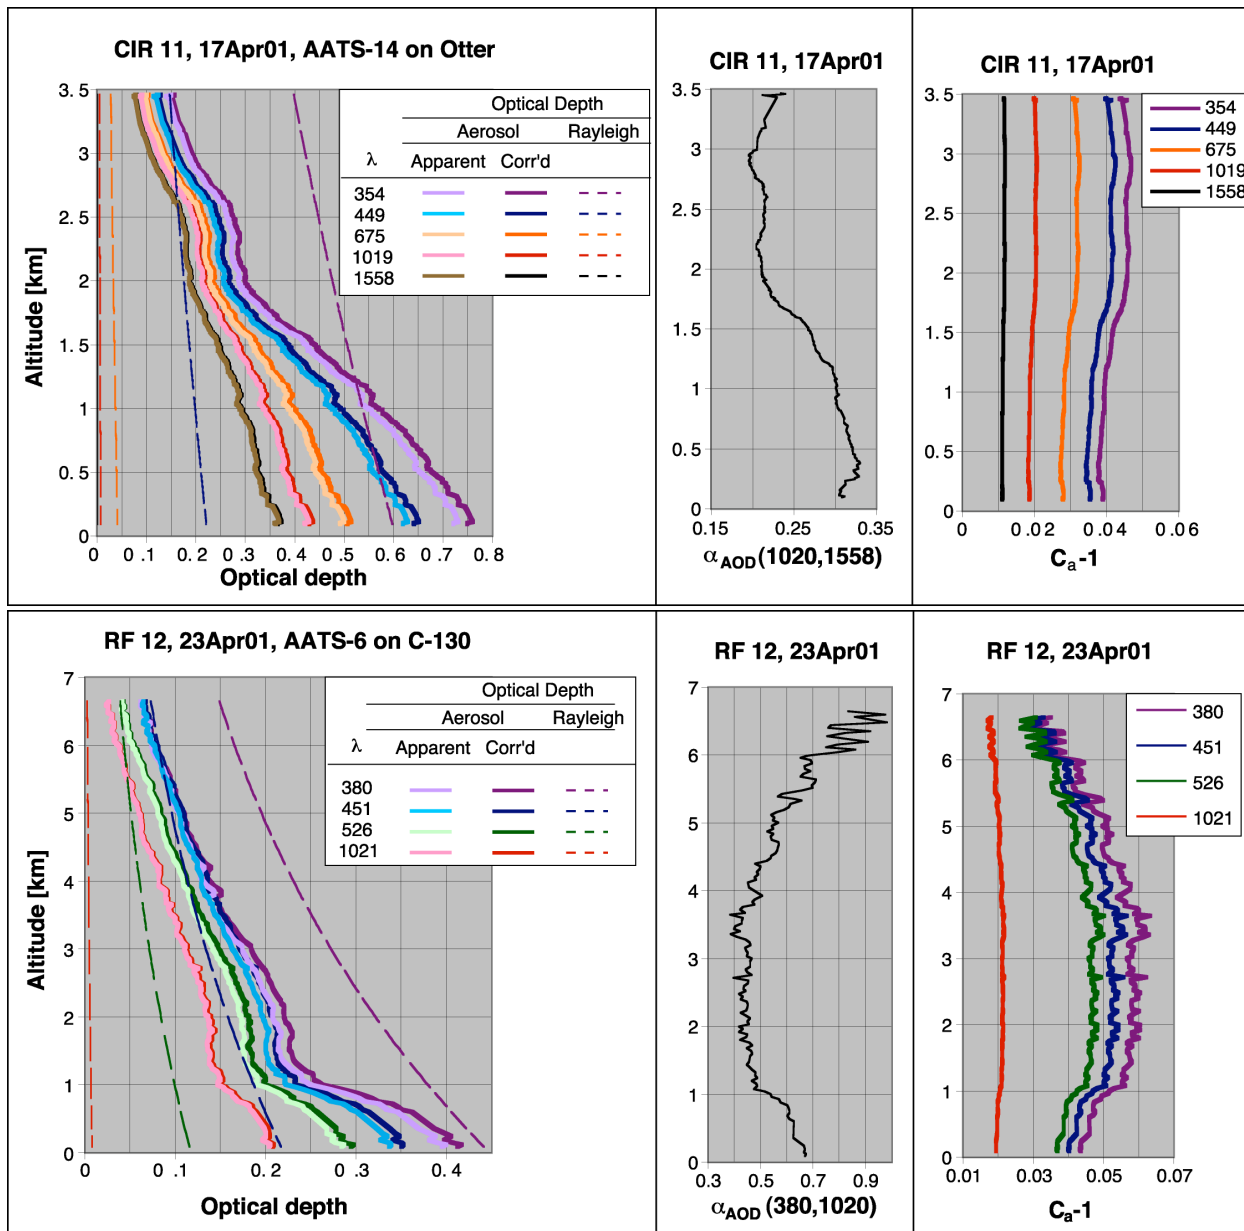 CIR 11, 17Apr01, AATS-14 on Otter
3.5
3
2.5
2
1.5
1
0.5
0
Altitude [km]
0 0.1 0.2 0.3 0.4 0.5 0.6 0.7 0.8
Optical depth
Optical Depth
Aerosol Rayleigh
λ Apparent Corr'd
354
449
675
1019
1558
CIR 11, 17Apr01
3.5
3
2.5
2
1.5
1
0.5
0
0.15 0.25 0.35
αAOD(1020,1558)
CIR 11, 17Apr01
3.5
3
2.5
2
1.5
1
0.5
0
0 0.02 0.04 0.06
Ca-1
354
449
675
1019
1558
RF 12, 23Apr01, AATS-6 on C-130
7
6
5
4
3
2
1
0
Altitude [km]
0 0.1 0.2 0.3 0.4
Optical depth
Optical Depth
Aerosol Rayleigh
λ Apparent Corr'd
380
451
526
1021
RF 12, 23Apr01
7
6
5
4
3
2
1
0
0.3 0.5 0.7 0.9
αAOD (380,1020)
RF 12, 23Apr01
7
6
5
4
3
2
1
0
0.01 0.03 0.05 0.07
Ca-1
380
451
526
1021